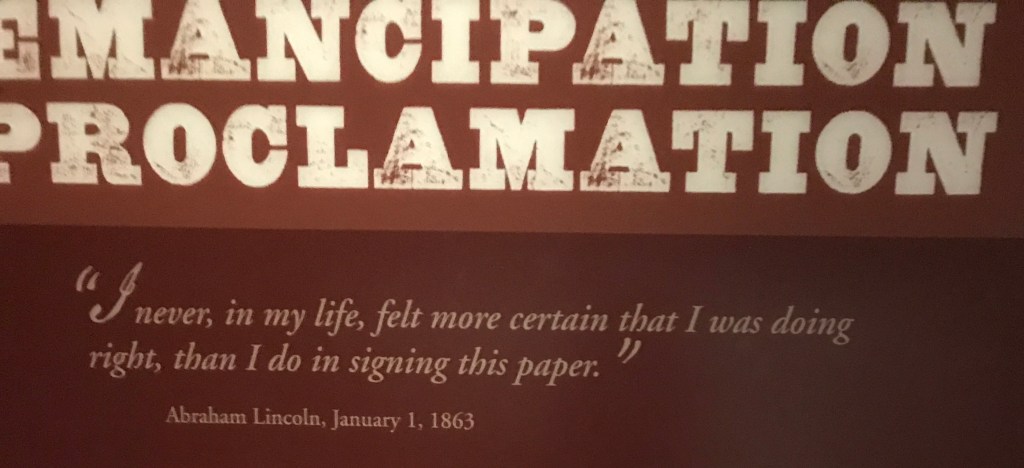 EMANCIPATION
PROCLAMATION
“I never, in my life, felt more certain that I was doing
right, than I do in signing this paper.”
Abraham Lincoln, January 1, 1863